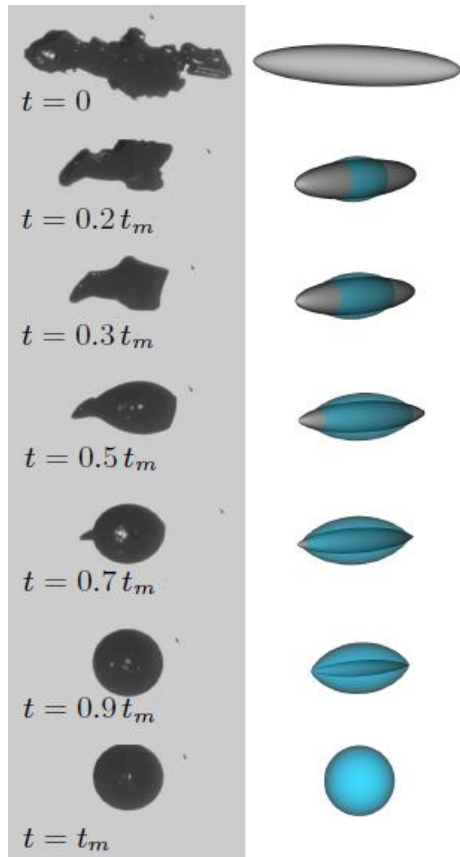 t = 0
t = 0.2 t_m
t = 0.3 t_m
t = 0.5 t_m
t = 0.7 t_m
t = 0.9 t_m
t = t_m